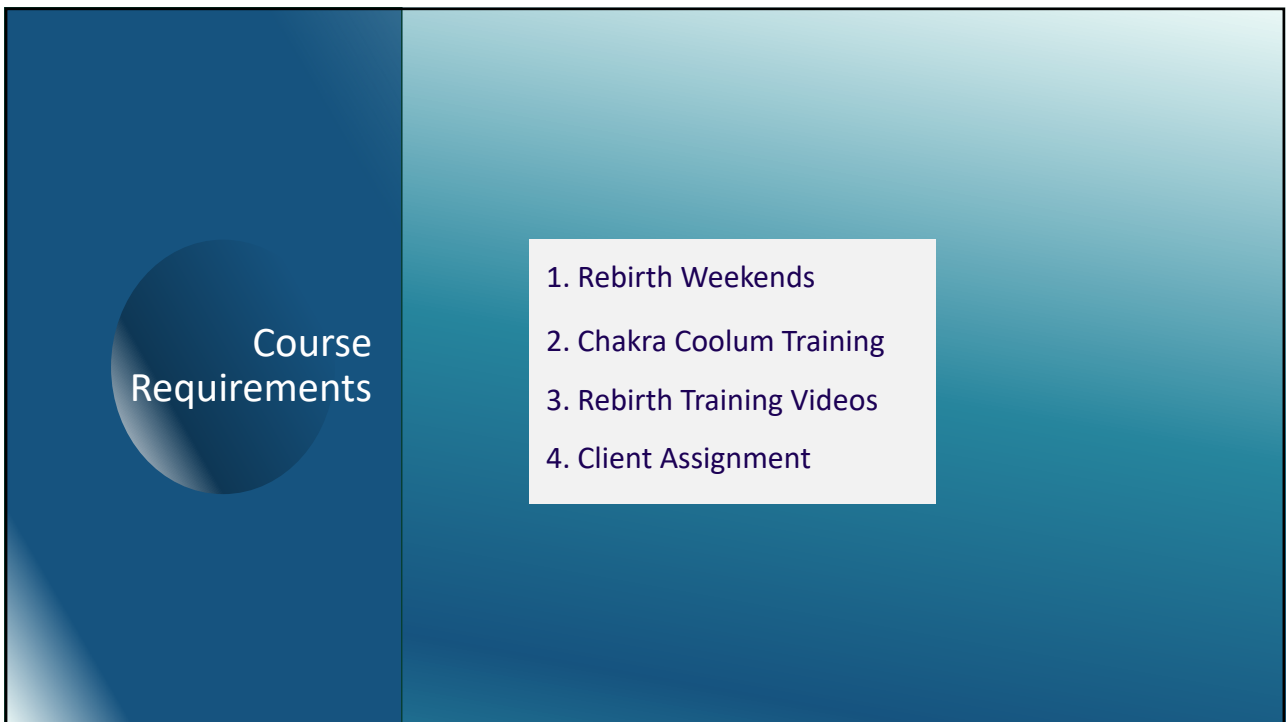 Course
Requirements
1. Rebirth Weekends
2. Chakra Coolum Training
3. Rebirth Training Videos
4. Client Assignment